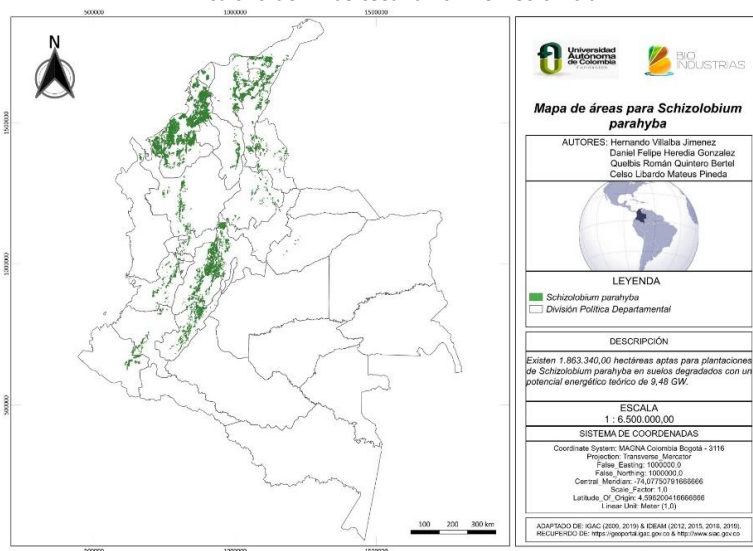 500000 1000000 1500000
N
1500000
1000000
500000
100 200 300 km
500000 1000000 1500000
Universidad
Autónoma
de Colombia
BIO
INDUSTRIAS
Mapa de áreas para Schizolobium
parahyba
AUTORES: Hernando Villalba Jimenez
Daniel Felipe Heredia Gonzalez
Quelbis Román Quintero Bertel
Celso Libardo Mateus Pineda
LEYENDA
Schizolobium parahyba
División Política Departamental
DESCRIPCIÓN
Existen 1.863.340,00 hectáreas aptas para plantaciones
de Schizolobium parahyba en suelos degradados con un
potencial energético teórico de 9,48 GW.
ESCALA
1 : 6.500.000,00
SISTEMA DE COORDENADAS
Coordinate System: MAGNA Colombia Bogotá - 3116
Projection: Transverse_Mercator
False_Easting: 1000000,0
False_Northing: 1000000,0
Central_Meridian: -74,07750791666666
Scale_Factor: 1,0
Latitude_Of_Origin: 4,596200416666666
Linear Unit: Meter (1,0)
ADAPTADO DE: IGAC (2009, 2019) & IDEAM (2012, 2015, 2018, 2019).
RECUPERDO DE: https://geoportal.igac.gov.co & http://www.siac.gov.co